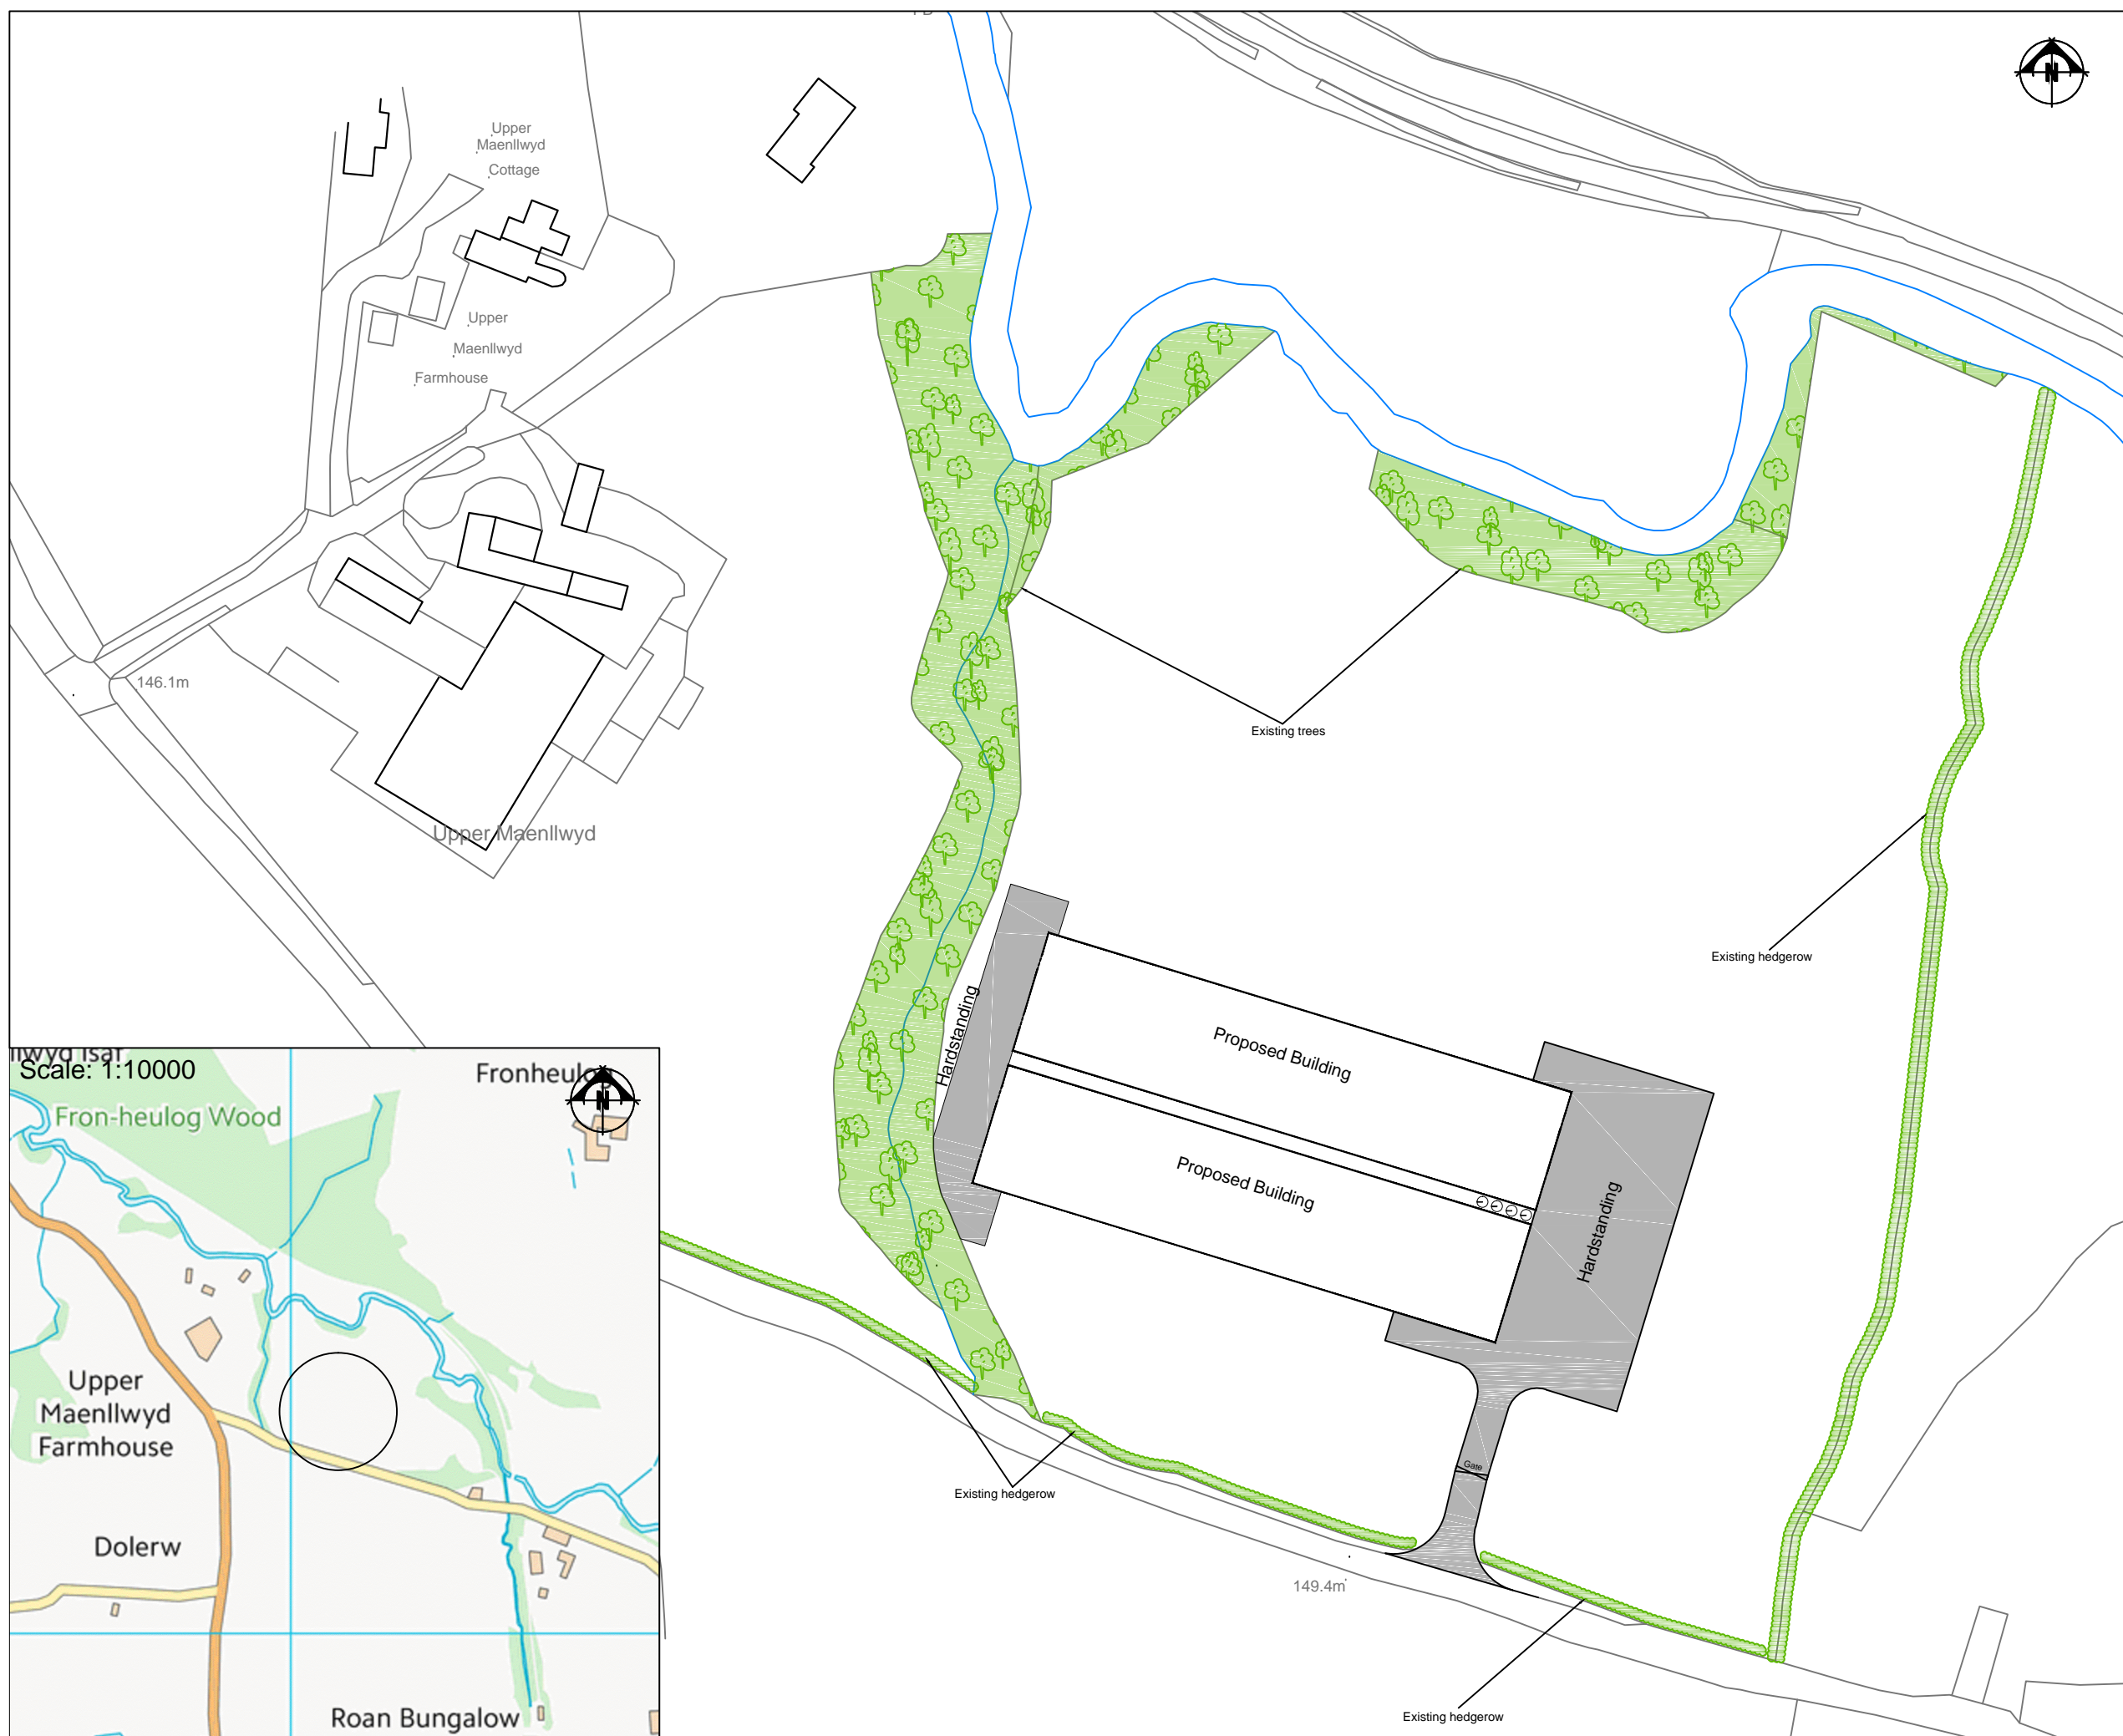 N
Upper
Maenllwyd
Cottage
Upper
Maenllwyd
Farmhouse
146.1m
Upper Maenllwyd
Existing trees
Existing hedgerow
Hardstanding
Proposed Building
Proposed Building
Hardstanding
Gate
Existing hedgerow
149.4m
Existing hedgerow
Scale: 1:10000
Fronheulog
N
Fron-heulog Wood
Upper
Maenllwyd
Farmhouse
Dolerw
Roan Bungalow